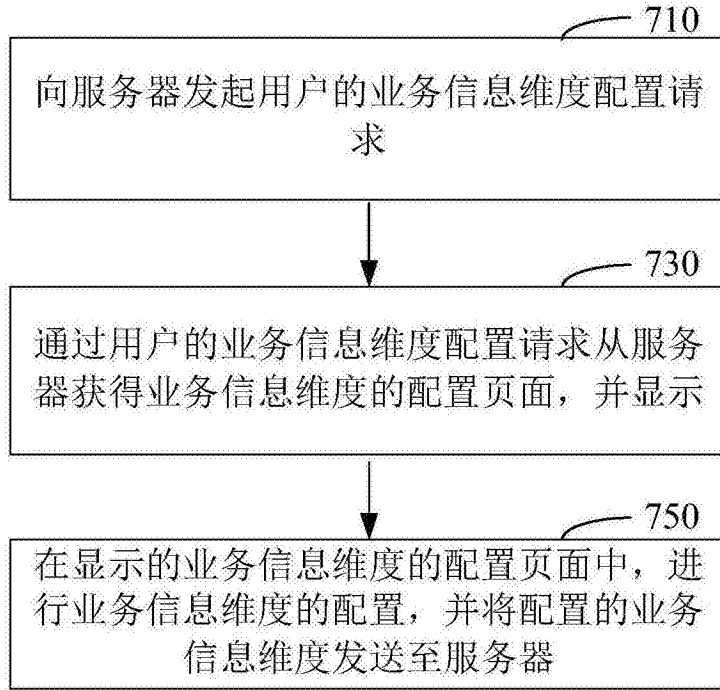 710
向服务器发起用户的业务信息维度配置请
求
730
通过用户的业务信息维度配置请求从服务
器获得业务信息维度的配置页面，并显示
750
在显示的业务信息维度的配置页面中，进
行业务信息维度的配置，并将配置的业务
信息维度发送至服务器